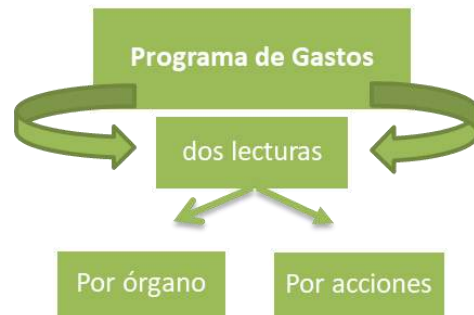 Programa de Gastos
dos lecturas
Por órgano
Por acciones